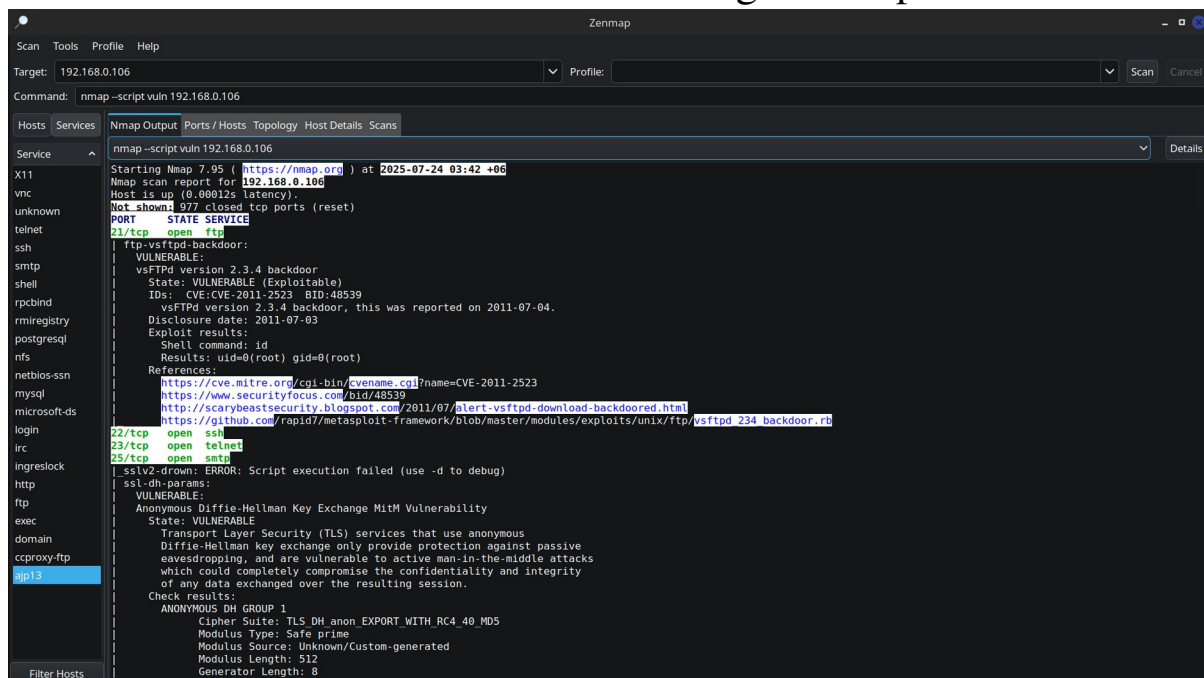 Zenmap
Scan Tools Profile Help
Target: 192.168.0.106 Profile: Scan Cancel
Command: nmap --script vuln 192.168.0.106
Hosts Services Nmap Output Ports / Hosts Topology Host Details Scans
Service
X11
vnc
unknown
telnet
ssh
smtp
shell
rpcbind
rmiregistry
postgresql
nfs
netbios-ssn
mysql
microsoft-ds
login
irc
ingreslock
http
ftp
exec
domain
ccproxy-ftp
ajp13
Filter Hosts
nmap --script vuln 192.168.0.106 Details
Starting Nmap 7.95 ( https://nmap.org ) at 2025-07-24 03:42 +06
Nmap scan report for 192.168.0.106
Host is up (0.00012s latency).
Not shown: 977 closed tcp ports (reset)
PORT STATE SERVICE
21/tcp open ftp
| ftp-vsftpd-backdoor:
| VULNERABLE:
| vsFTPd version 2.3.4 backdoor
| State: VULNERABLE (Exploitable)
| IDs: CVE:CVE-2011-2523 BID:48539
| vsFTPd version 2.3.4 backdoor, this was reported on 2011-07-04.
| Disclosure date: 2011-07-03
| Exploit results:
| Shell command: id
| Results: uid=0(root) gid=0(root)
| References:
| https://cve.mitre.org/cgi-bin/cvename.cgi?name=CVE-2011-2523
| https://www.securityfocus.com/bid/48539
| http://scarybeastsecurity.blogspot.com/2011/07/alert-vsftpd-download-backdoored.html
|_ https://github.com/rapid7/metasploit-framework/blob/master/modules/exploits/unix/ftp/vsftpd_234_backdoor.rb
22/tcp open ssh
23/tcp open telnet
25/tcp open smtp
|_sslv2-drown: ERROR: Script execution failed (use -d to debug)
| ssl-dh-params:
| VULNERABLE:
| Anonymous Diffie-Hellman Key Exchange MitM Vulnerability
| State: VULNERABLE
| Transport Layer Security (TLS) services that use anonymous
| Diffie-Hellman key exchange only provide protection against passive
| eavesdropping, and are vulnerable to active man-in-the-middle attacks
| which could completely compromise the confidentiality and integrity
| of any data exchanged over the resulting session.
| Check results:
| ANONYMOUS DH GROUP 1
| Cipher Suite: TLS_DH_anon_EXPORT_WITH_RC4_40_MD5
| Modulus Type: Safe prime
| Modulus Source: Unknown/Custom-generated
| Modulus Length: 512
| Generator Length: 8